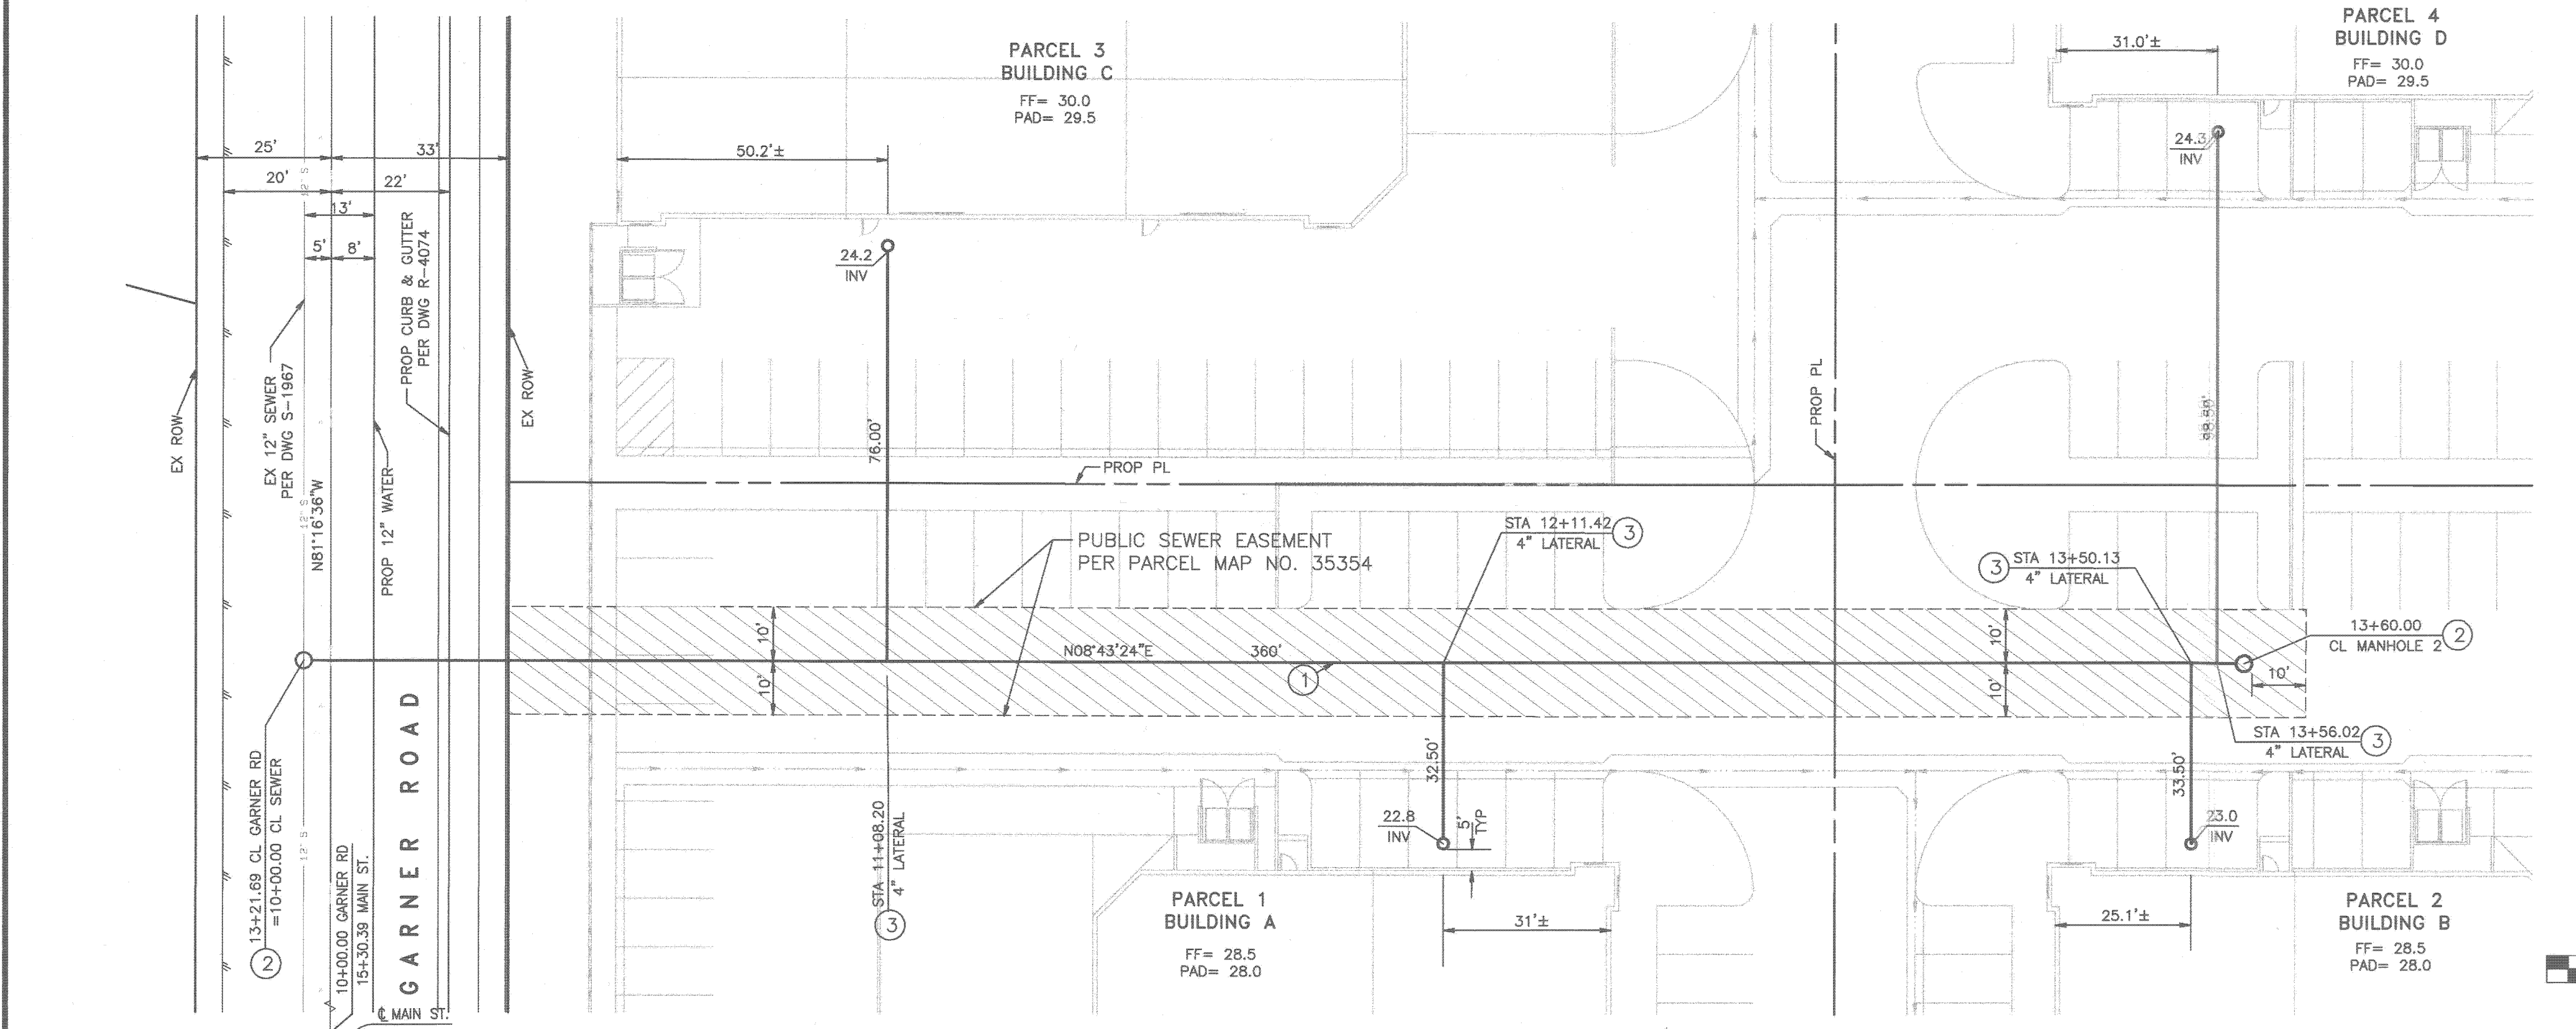 PARCEL 3
BUILDING C
FF= 30.0
PAD= 29.5
PARCEL 4
BUILDING D
FF= 30.0
PAD= 29.5
31.0'±
25'
33'
20'
22'
13'
5'
8'
50.2'±
24.2
INV
24.3
INV
12" S
EX ROW
EX 12" SEWER
PER DWG S-1967
N81°16'36"W
12" S
PROP 12" WATER
PROP CURB & GUTTER
PER DWG R-4074
EX ROW
76.00'
PROP PL
PROP PL
PUBLIC SEWER EASEMENT
PER PARCEL MAP NO. 35354
STA 12+11.42
4" LATERAL
3
3
STA 13+50.13
4" LATERAL
10'
10'
N08°43'24"E
360'
1
10'
10'
13+60.00
CL MANHOLE 2
2
10'
STA 13+56.02
4" LATERAL
3
13+21.69 CL GARNER RD
=10+00.00 CL SEWER
2
12" S
10+00.00 GARNER RD
15+30.39 MAIN ST.
GARNER ROAD
℄ MAIN ST.
STA 11+08.20
4" LATERAL
3
32.50'
22.8
INV
5'
TYP
33.50'
23.0
INV
PARCEL 1
BUILDING A
FF= 28.5
PAD= 28.0
31'±
25.1'±
PARCEL 2
BUILDING B
FF= 28.5
PAD= 28.0